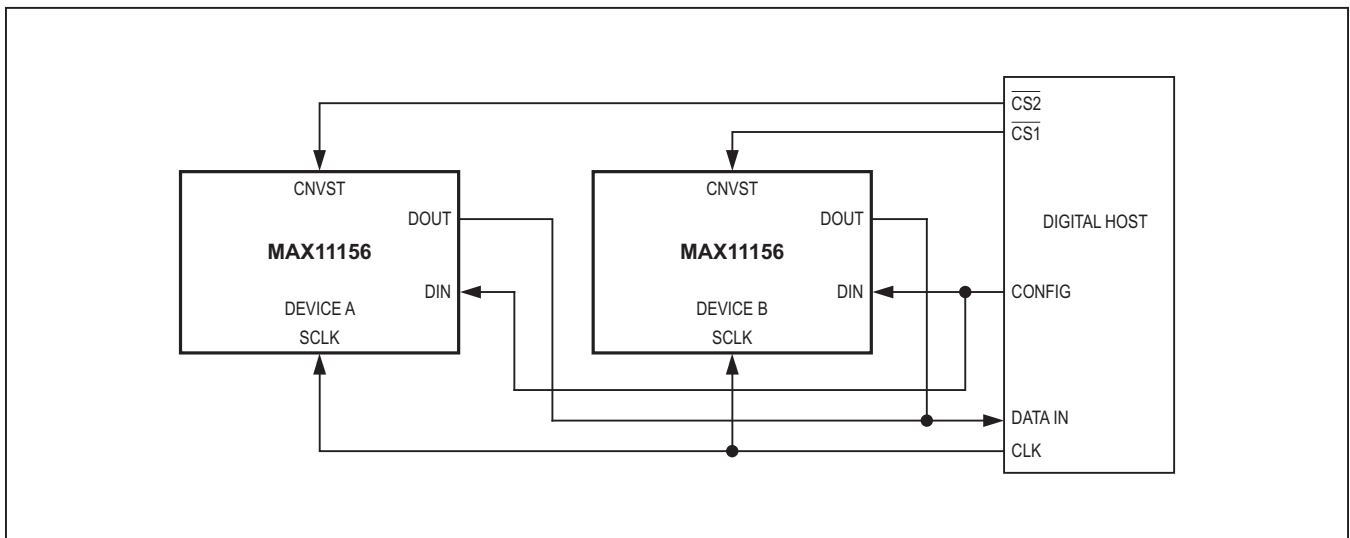 CS2
CS1
CNVST
DOUT
MAX11156
DIN
DEVICE A
SCLK
CNVST
DOUT
MAX11156
DIN
DEVICE B
SCLK
DIGITAL HOST
CONFIG
DATA IN
CLK